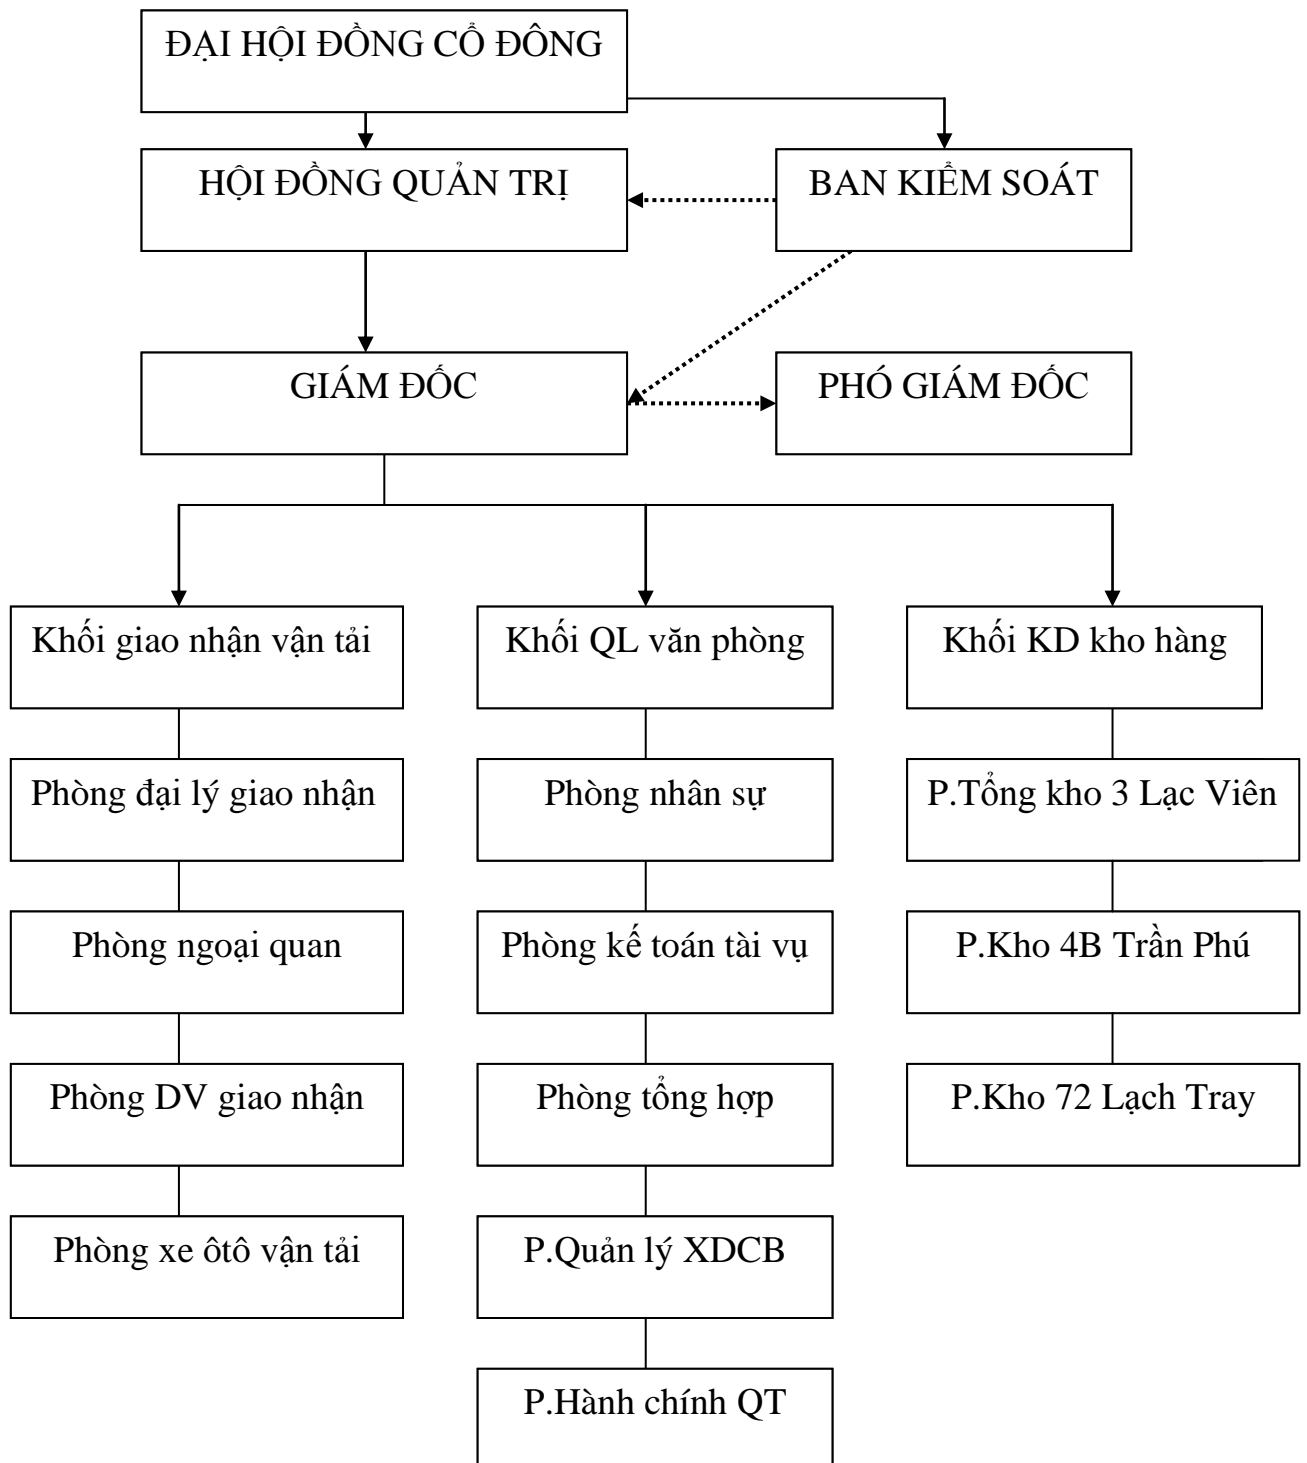 ĐẠI HỘI ĐỒNG CỔ ĐÔNG
HỘI ĐỒNG QUẢN TRỊ
BAN KIỂM SOÁT
GIÁM ĐỐC
PHÓ GIÁM ĐỐC
Khối giao nhận vận tải
Khối QL văn phòng
Khối KD kho hàng
Phòng đại lý giao nhận
Phòng nhân sự
P.Tổng kho 3 Lạc Viên
Phòng ngoại quan
Phòng kế toán tài vụ
P.Kho 4B Trần Phú
Phòng DV giao nhận
Phòng tổng hợp
P.Kho 72 Lạch Tray
Phòng xe ôtô vận tải
P.Quản lý XDCB
P.Hành chính QT